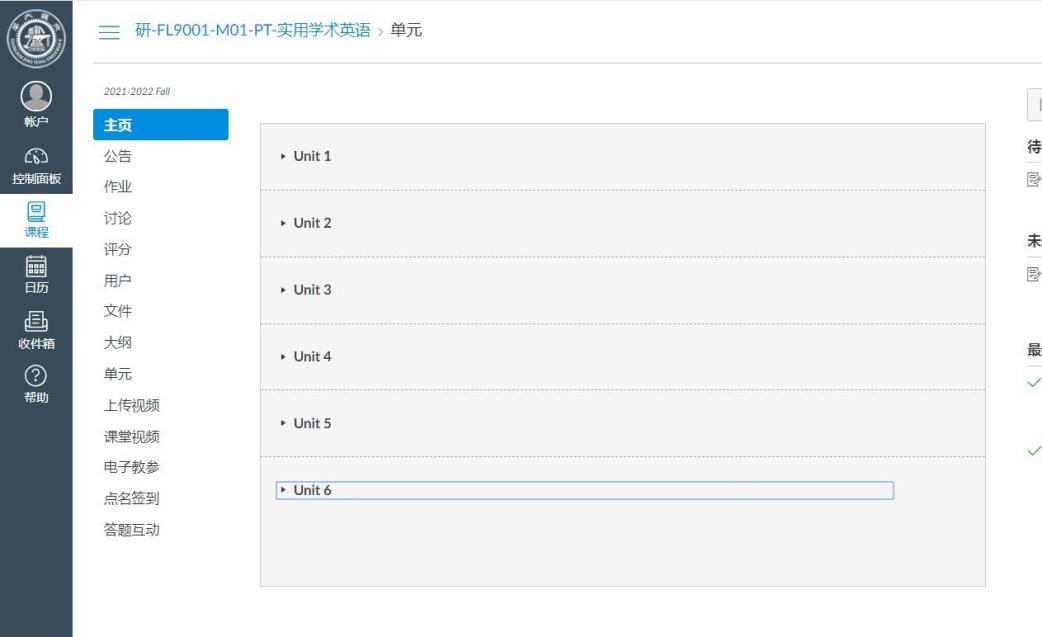 研-FL9001-M01-PT-实用学术英语 › 单元
帐户
控制面板
课程
日历
收件箱
帮助
2021-2022 Fall
主页
公告
作业
讨论
评分
用户
文件
大纲
单元
上传视频
课堂视频
电子教参
点名签到
答题互动
Unit 1
Unit 2
Unit 3
Unit 4
Unit 5
Unit 6
待
未
最